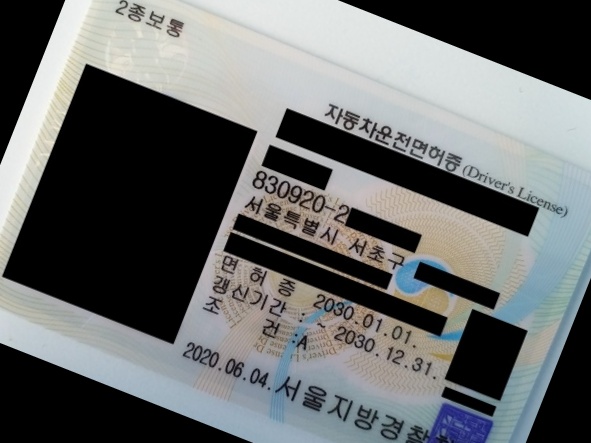 2종보통
자동차운전면허증 (Driver's License)
830920-2
서울특별시 서초구
면 허 증
갱신기간 : 2030.01.01.
~ 2030.12.31.
조 건 :A
2020.06.04. 서울지방경찰